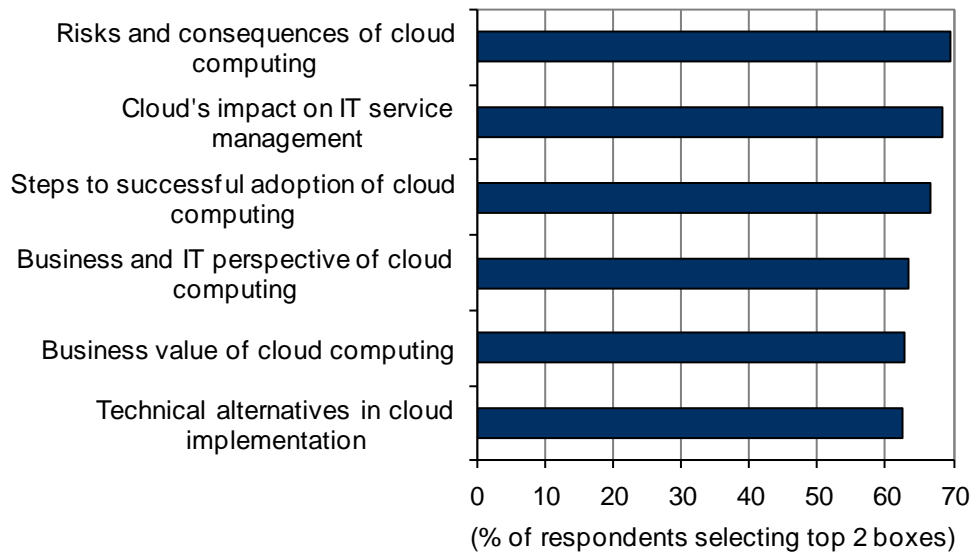 Risks and consequences of cloud
computing
Cloud's impact on IT service
management
Steps to successful adoption of cloud
computing
Business and IT perspective of cloud
computing
Business value of cloud computing
Technical alternatives in cloud
implementation
0 10 20 30 40 50 60 70
(% of respondents selecting top 2 boxes)